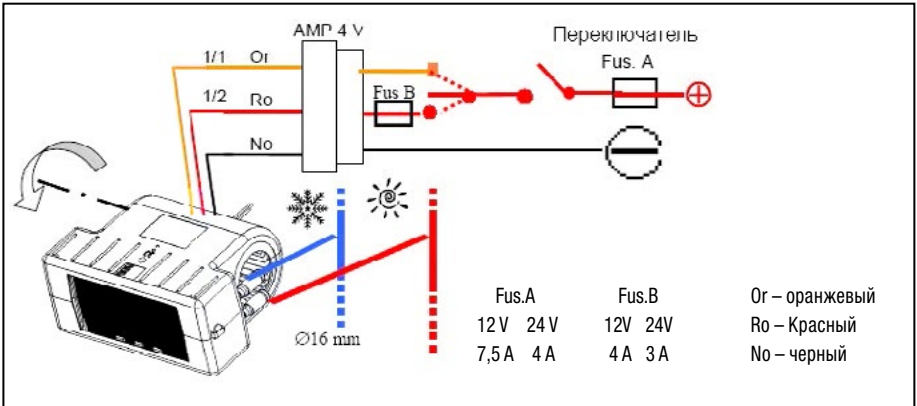 AMP 4 V
Переключатель
1/1 Or
Fus. A
1/2 Ro
Fus B
No
Fus.A Fus.B Or – оранжевый
12 V 24 V 12V 24V Ro – Красный
7,5 A 4 A 4 A 3 A No – черный
Ø16 mm